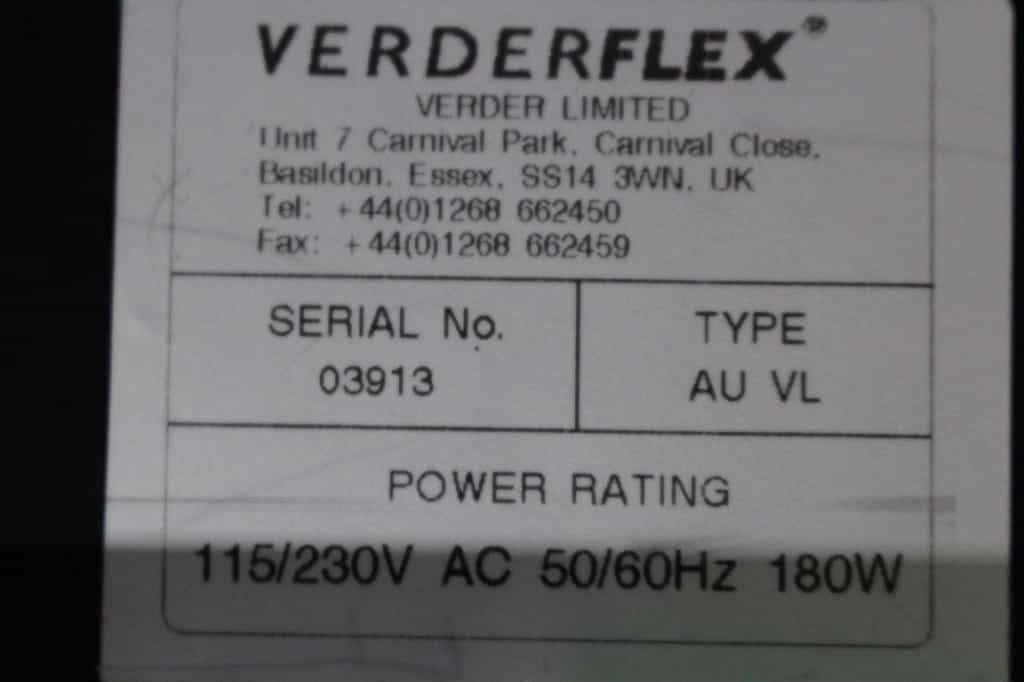 VERDERFLEX®
VERDER LIMITED
Unit 7 Carnival Park, Carnival Close,
Basildon, Essex, SS14 3WN, UK
Tel: +44(0)1268 662450
Fax: +44(0)1268 662459
SERIAL No.
03913
TYPE
AU VL
POWER RATING
115/230V AC 50/60Hz 180W